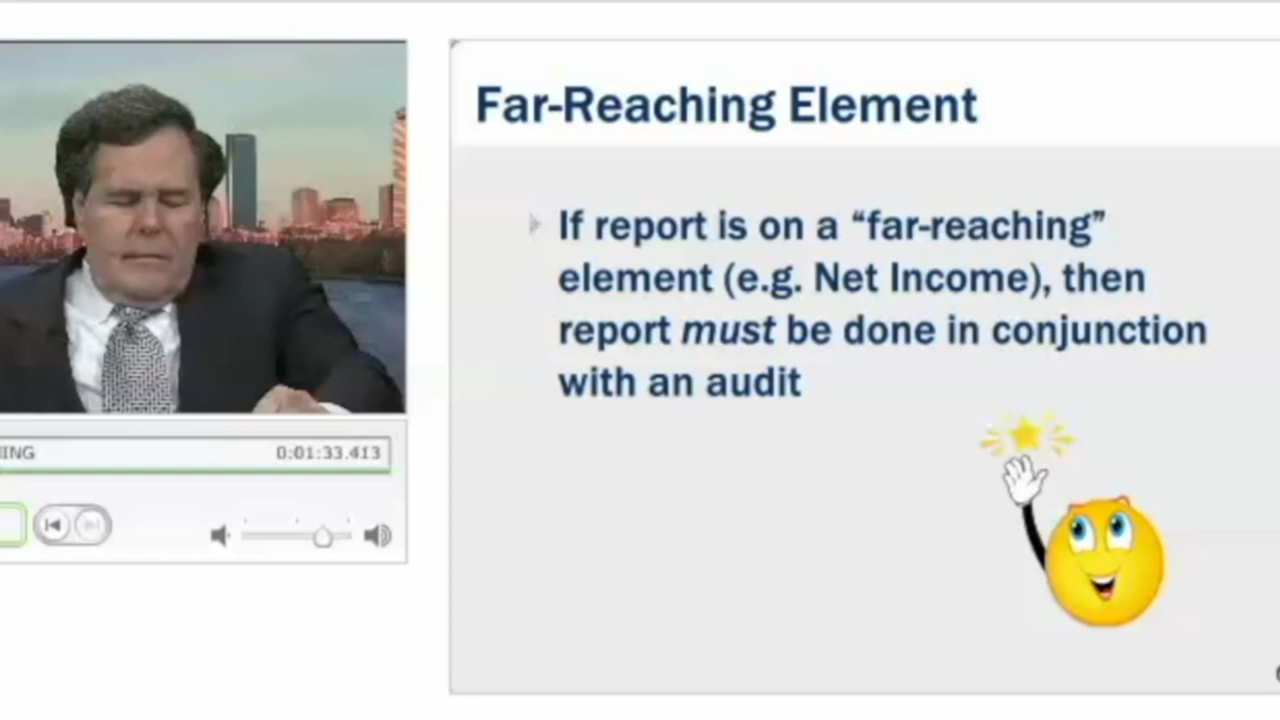 Far-Reaching Element
If report is on a “far-reaching”
element (e.g. Net Income), then
report must be done in conjunction
with an audit
0:01:33.413